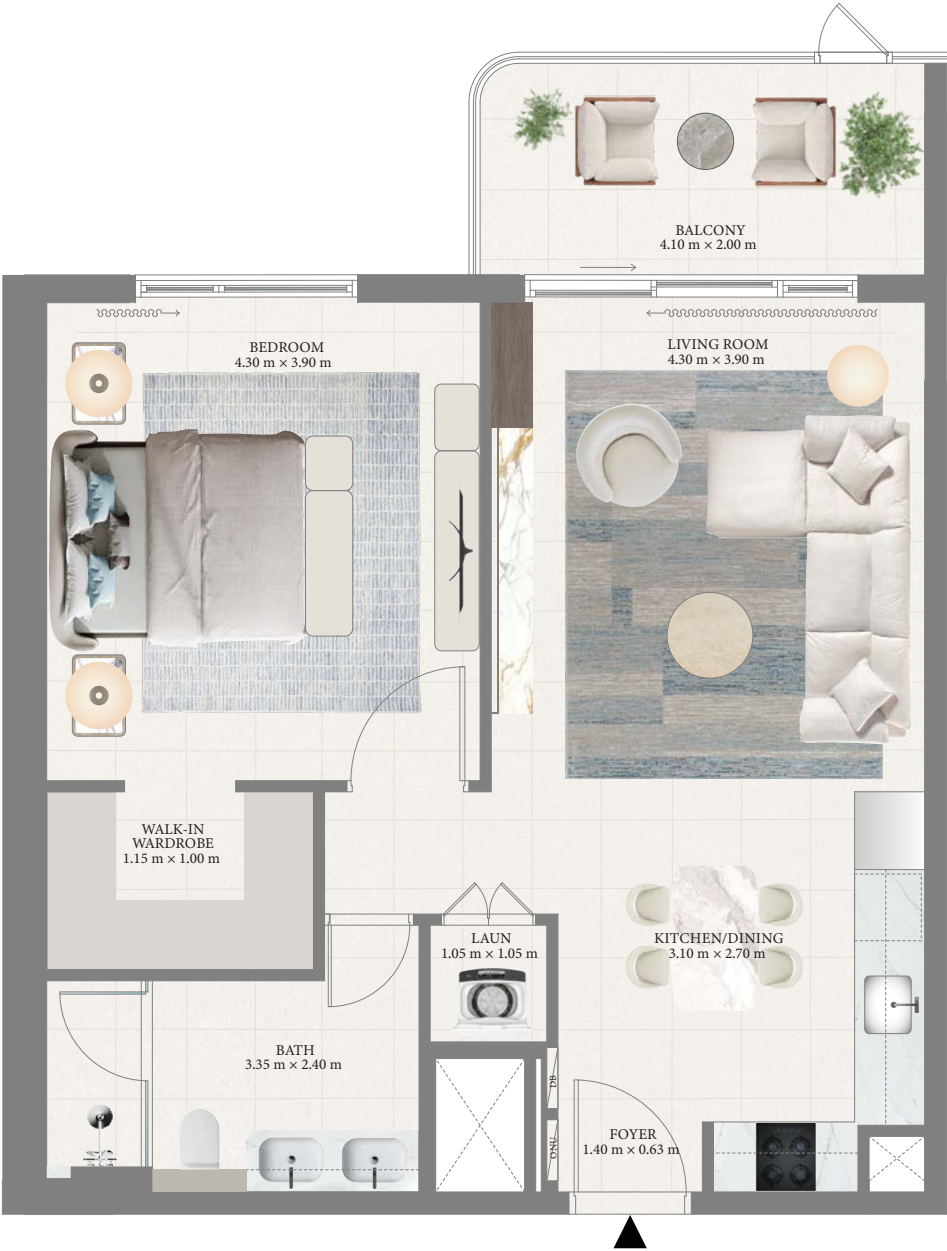 BALCONY
4.10 m × 2.00 m
BEDROOM
4.30 m × 3.90 m
LIVING ROOM
4.30 m × 3.90 m
WALK-IN
WARDROBE
1.15 m × 1.00 m
LAUN
1.05 m × 1.05 m
KITCHEN/DINING
3.10 m × 2.70 m
BATH
3.35 m × 2.40 m
DB
ONU
FOYER
1.40 m × 0.63 m